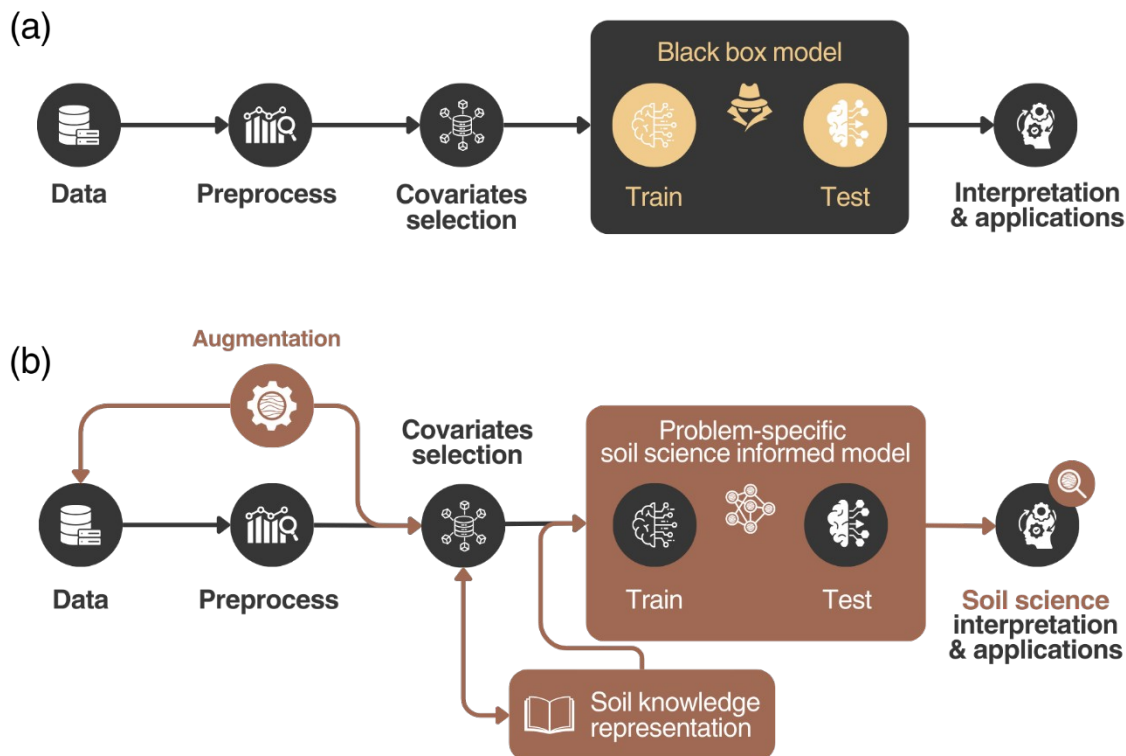 (a)
Black box model
Data
Preprocess
Covariates
selection
Train
Test
Interpretation
& applications
(b)
Augmentation
Covariates
selection
Problem-specific
soil science informed model
Data
Preprocess
Train
Test
Soil science
interpretation
& applications
Soil knowledge
representation